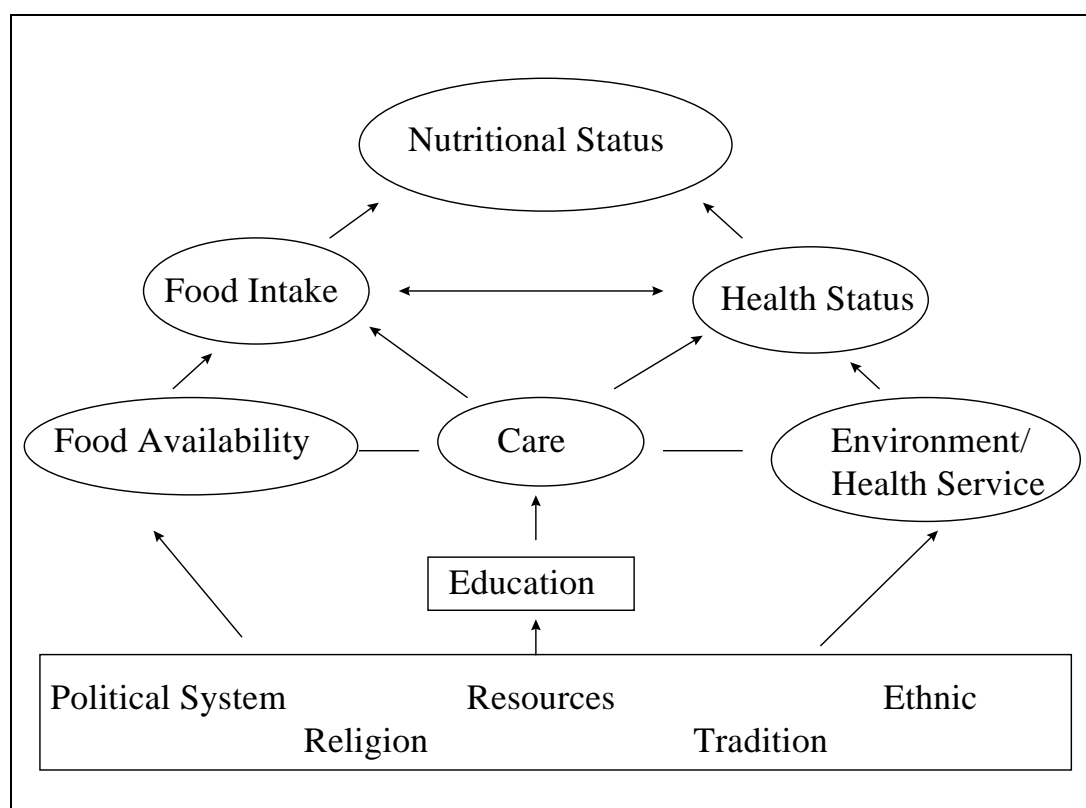 Nutritional Status
Food Intake
Health Status
Food Availability
Care
Environment/
Health Service
Education
Political System
Resources
Ethnic
Religion
Tradition